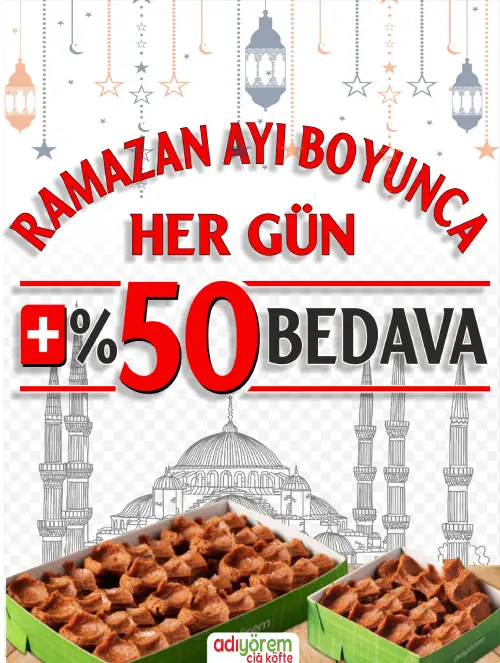 RAMAZAN AYI BOYUNCA
HER GÜN
+%50 BEDAVA
adıyörem
çiğ köfte